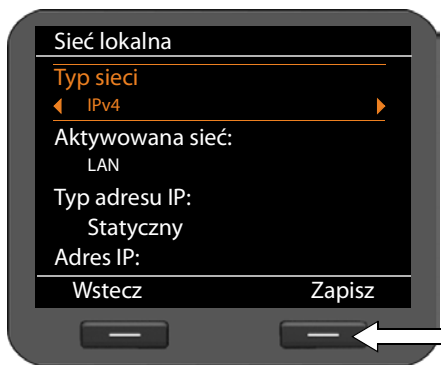 Sieć lokalna
Typ sieci
IPv4
Aktywowana sieć:
LAN
Typ adresu IP:
Statyczny
Adres IP:
Wstecz Zapisz